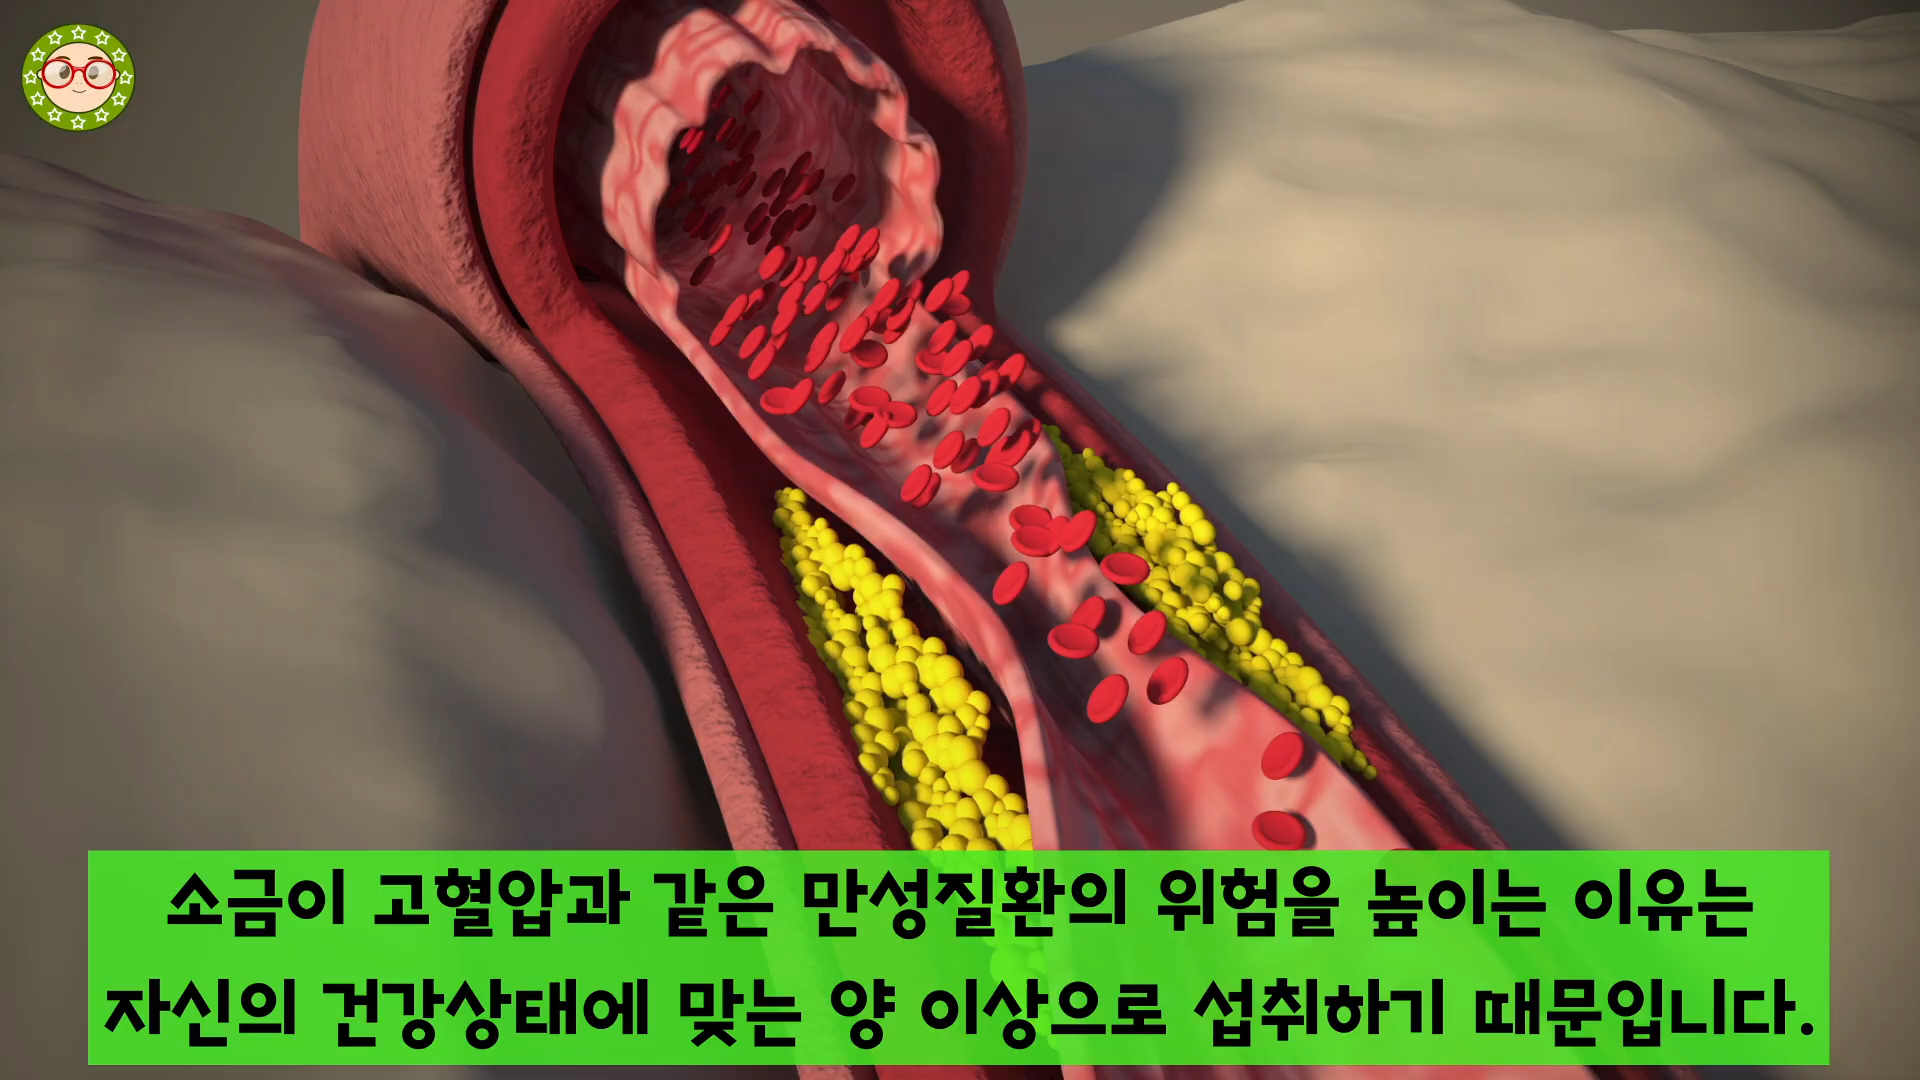 소금이 고혈압과 같은 만성질환의 위험을 높이는 이유는
자신의 건강상태에 맞는 양 이상으로 섭취하기 때문입니다.